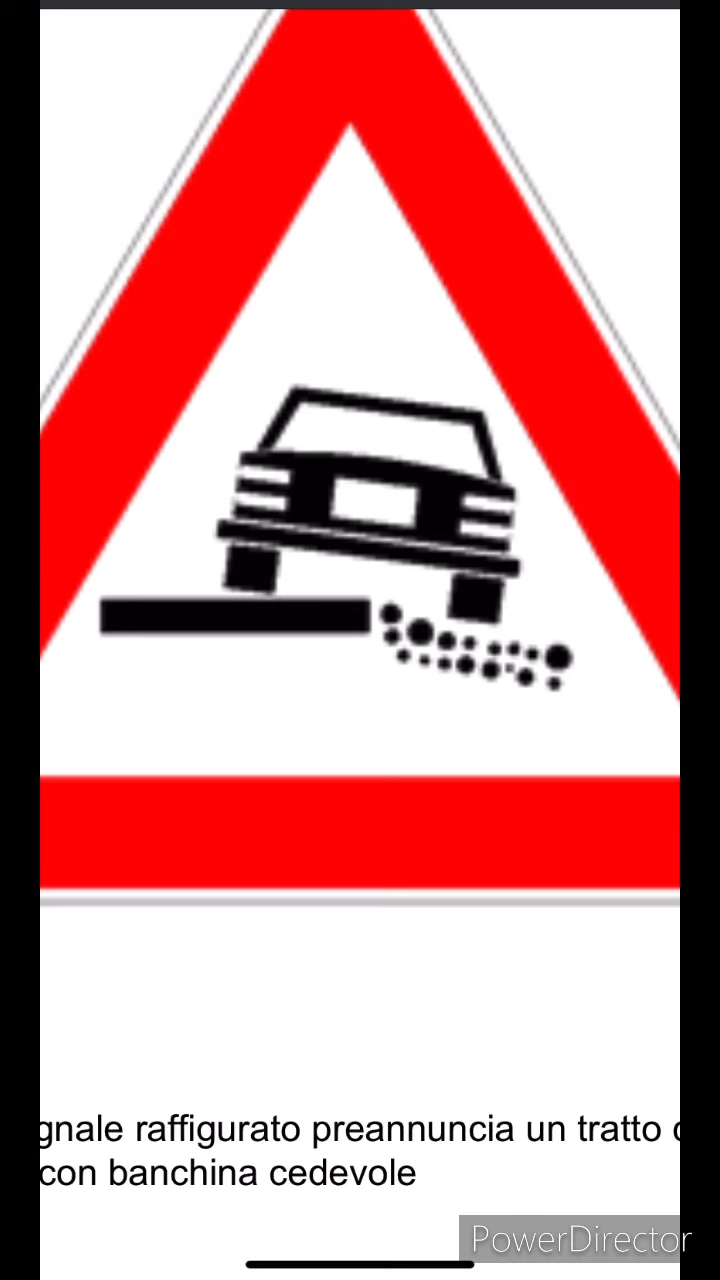 gnale raffigurato preannuncia un tratto
con banchina cedevole
PowerDirector